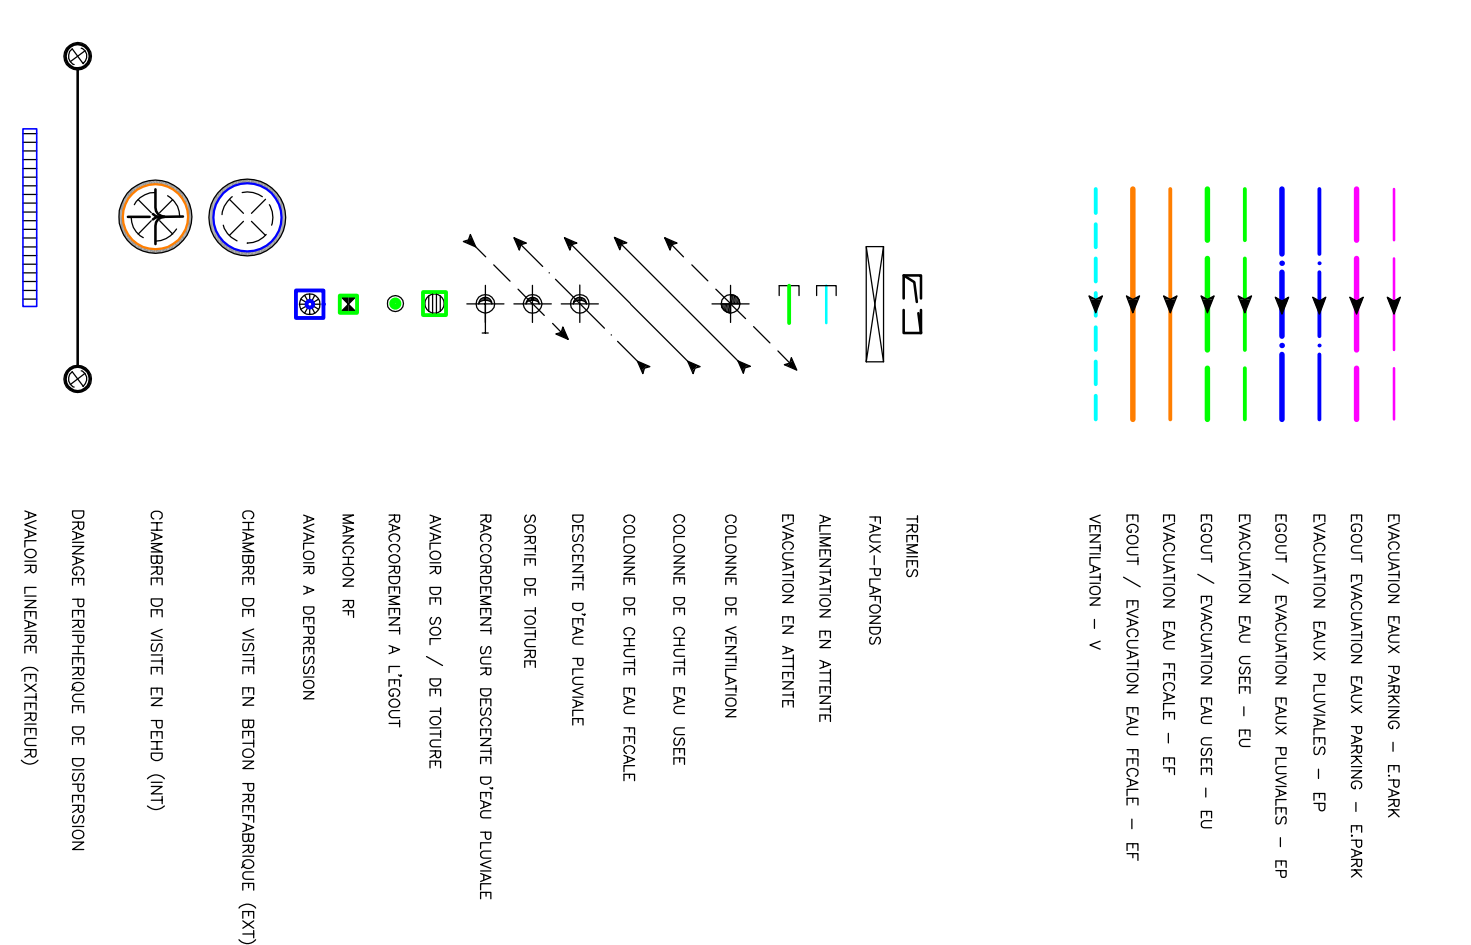 EVACUATION EAUX PARKING – E.PARK
EGOUT EVACUATION EAUX PARKING – E.PARK
EVACUATION EAUX PLUVIALES – EP
EGOUT / EVACUATION EAUX PLUVIALES – EP
EVACUATION EAU USEE – EU
EGOUT / EVACUATION EAU USEE – EU
EVACUATION EAU FECALE – EF
EGOUT / EVACUATION EAU FECALE – EF
VENTILATION – V
TREMIES
FAUX–PLAFONDS
ALIMENTATION EN ATTENTE
EVACUATION EN ATTENTE
COLONNE DE VENTILATION
COLONNE DE CHUTE EAU USEE
COLONNE DE CHUTE EAU FECALE
DESCENTE D'EAU PLUVIALE
SORTIE DE TOITURE
RACCORDEMENT SUR DESCENTE D'EAU PLUVIALE
AVALOIR DE SOL / DE TOITURE
RACCORDEMENT A L'EGOUT
MANCHON RF
AVALOIR A DEPRESSION
CHAMBRE DE VISITE EN BETON PREFABRIQUE (EXT)
CHAMBRE DE VISITE EN PEHD (INT)
DRAINAGE PERIPHERIQUE DE DISPERSION
AVALOIR LINEAIRE (EXTERIEUR)